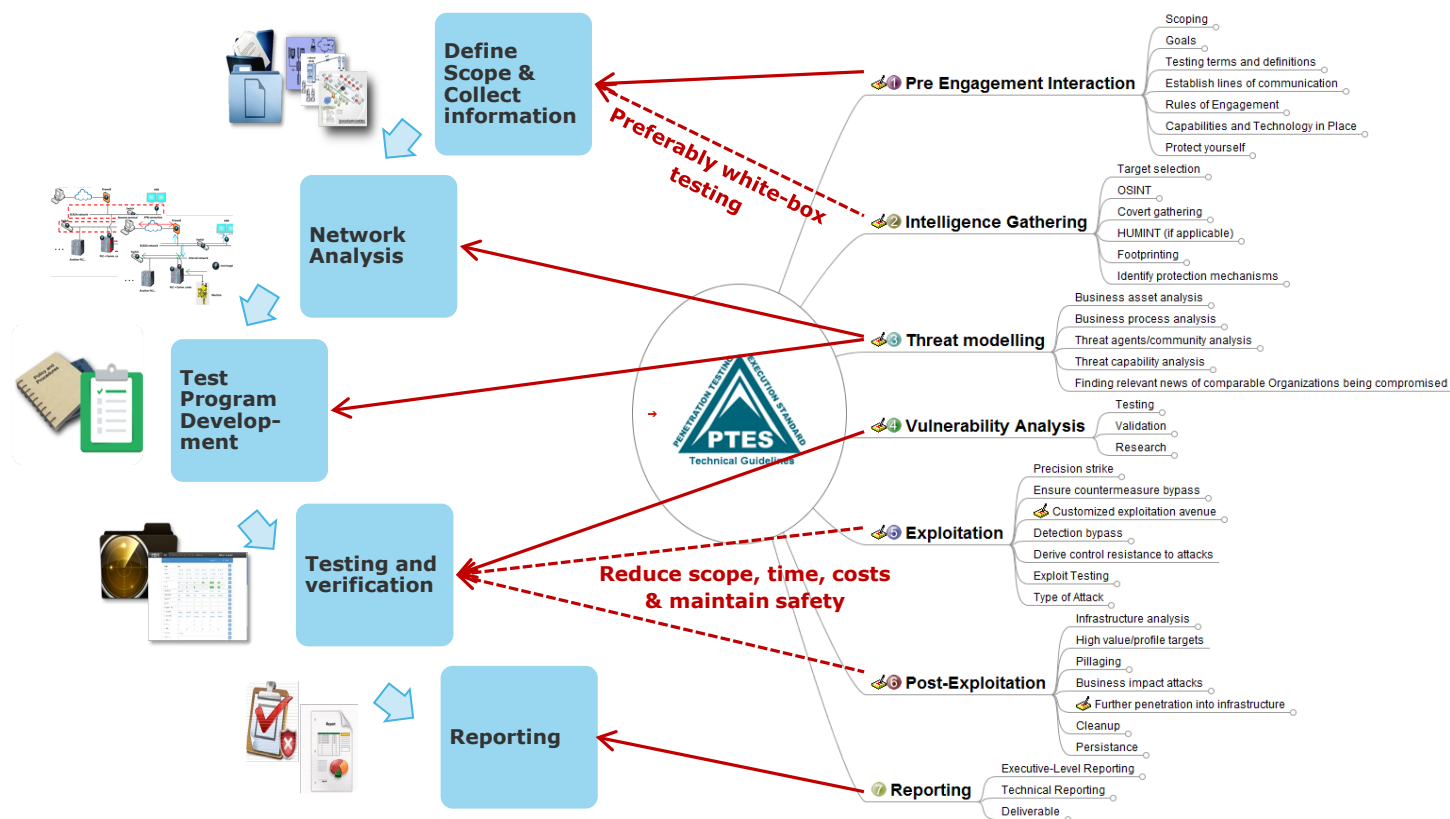 Define
Scope &
Collect
information
Network
Analysis
Test
Program
Develop-
ment
Testing and
verification
Reporting
Policy and
Procedures
Report
Preferably white-box
testing
Reduce scope, time, costs
& maintain safety
PENETRATION TESTING EXECUTION STANDARD
PTES
Technical Guidelines
1 Pre Engagement Interaction
Scoping
Goals
Testing terms and definitions
Establish lines of communication
Rules of Engagement
Capabilities and Technology in Place
Protect yourself
2 Intelligence Gathering
Target selection
OSINT
Covert gathering
HUMINT (if applicable)
Footprinting
Identify protection mechanisms
3 Threat modelling
Business asset analysis
Business process analysis
Threat agents/community analysis
Threat capability analysis
Finding relevant news of comparable Organizations being compromised
4 Vulnerability Analysis
Testing
Validation
Research
5 Exploitation
Precision strike
Ensure countermeasure bypass
Customized exploitation avenue
Detection bypass
Derive control resistance to attacks
Exploit Testing
Type of Attack
6 Post-Exploitation
Infrastructure analysis
High value/profile targets
Pillaging
Business impact attacks
Further penetration into infrastructure
Cleanup
Persistance
7 Reporting
Executive-Level Reporting
Technical Reporting
Deliverable